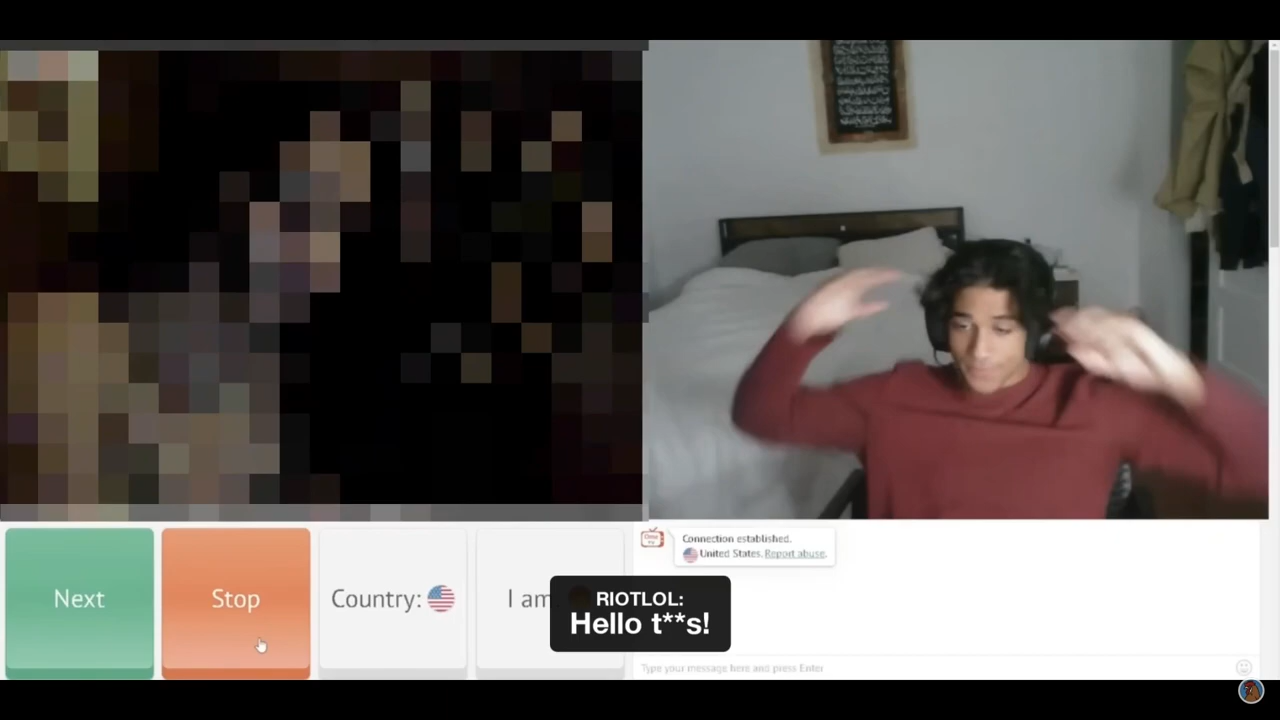 Connection established.
United States. Report abuse.
Next
Stop
Country:
I am
RIOTLOL:
Hello t**s!
Type your message here and press Enter